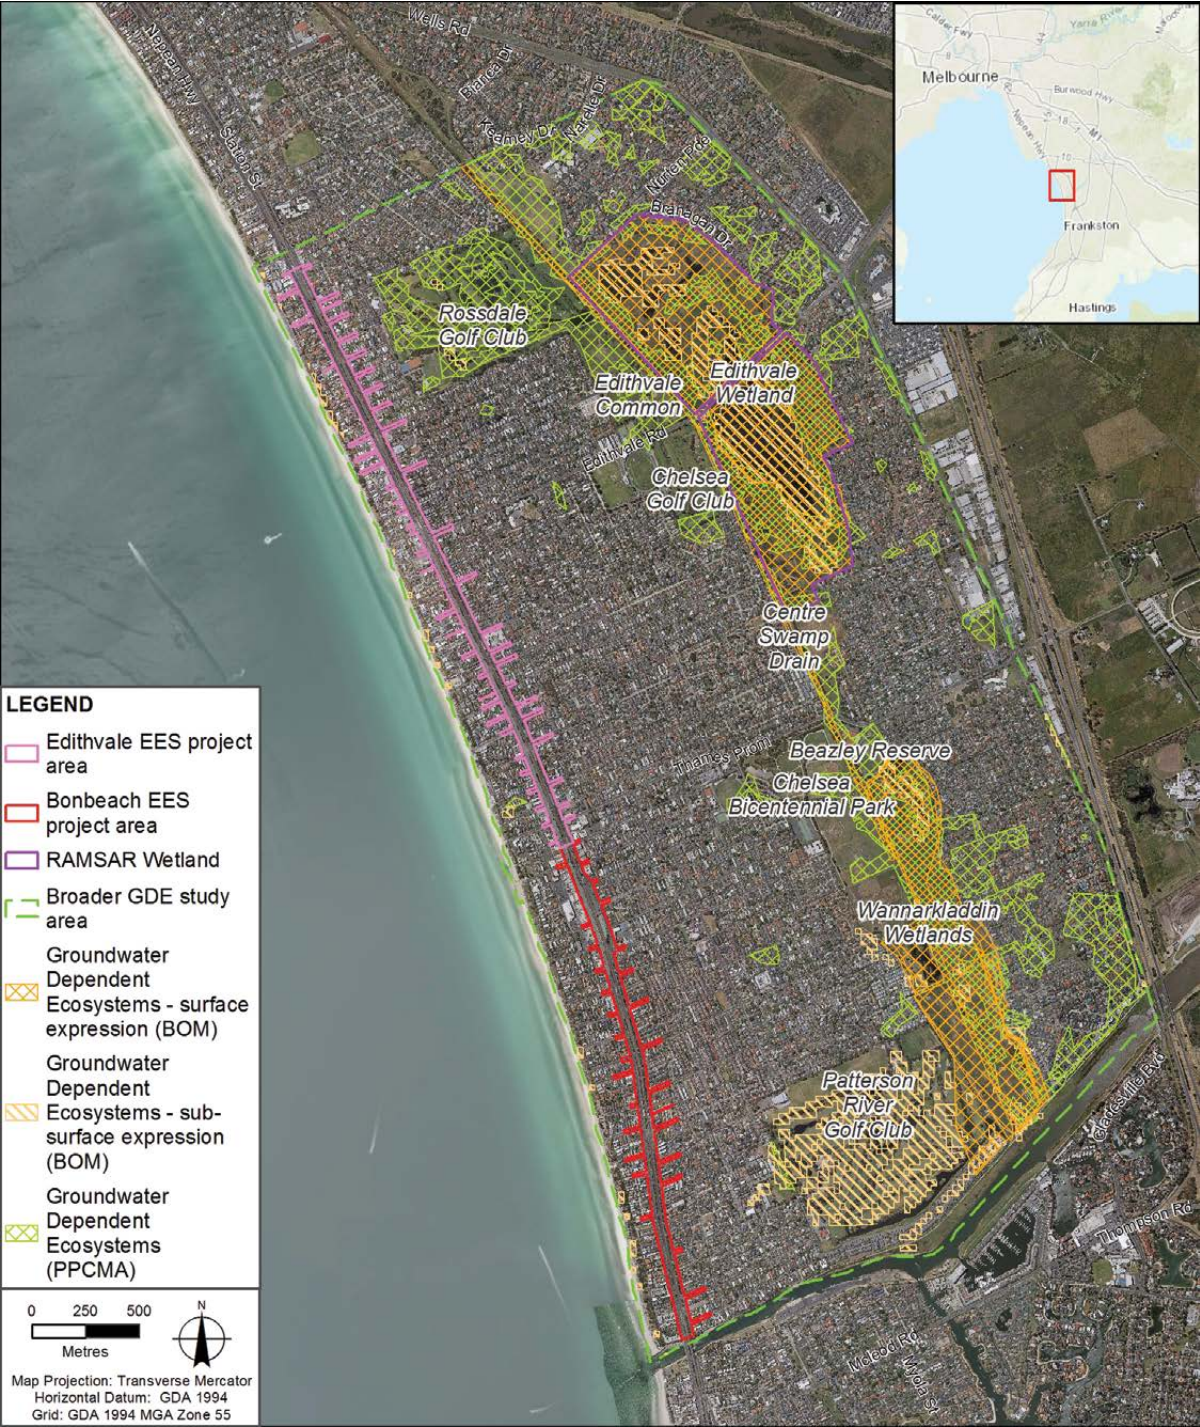 Wells Rd
Nepean Hwy
Bianca Dr
Narelle Dr
Kearney Dr
Station St
Nurten Pde
Branagan Dr
Calder Fwy
Yarra River
Melbourne
Burwood Hwy
Nepean Hwy
M1
10
Frankston
Hastings
Rossdale
Golf Club
Edithvale
Common
Edithvale
Wetland
Edithvale Rd
Chelsea
Golf Club
Centre
Swamp
Drain
Thames Prom
Beazley Reserve
Chelsea
Bicentennial Park
Wannarkladdin
Wetlands
Patterson
River
Golf Club
Gladesville Bvd
Thompson Rd
Mcleod Rd
Wyola St
LEGEND
Edithvale EES project
area
Bonbeach EES
project area
RAMSAR Wetland
Broader GDE study
area
Groundwater
Dependent
Ecosystems - surface
expression (BOM)
Groundwater
Dependent
Ecosystems - sub-
surface expression
(BOM)
Groundwater
Dependent
Ecosystems
(PPCMA)
0 250 500
Metres
N
Map Projection: Transverse Mercator
Horizontal Datum: GDA 1994
Grid: GDA 1994 MGA Zone 55